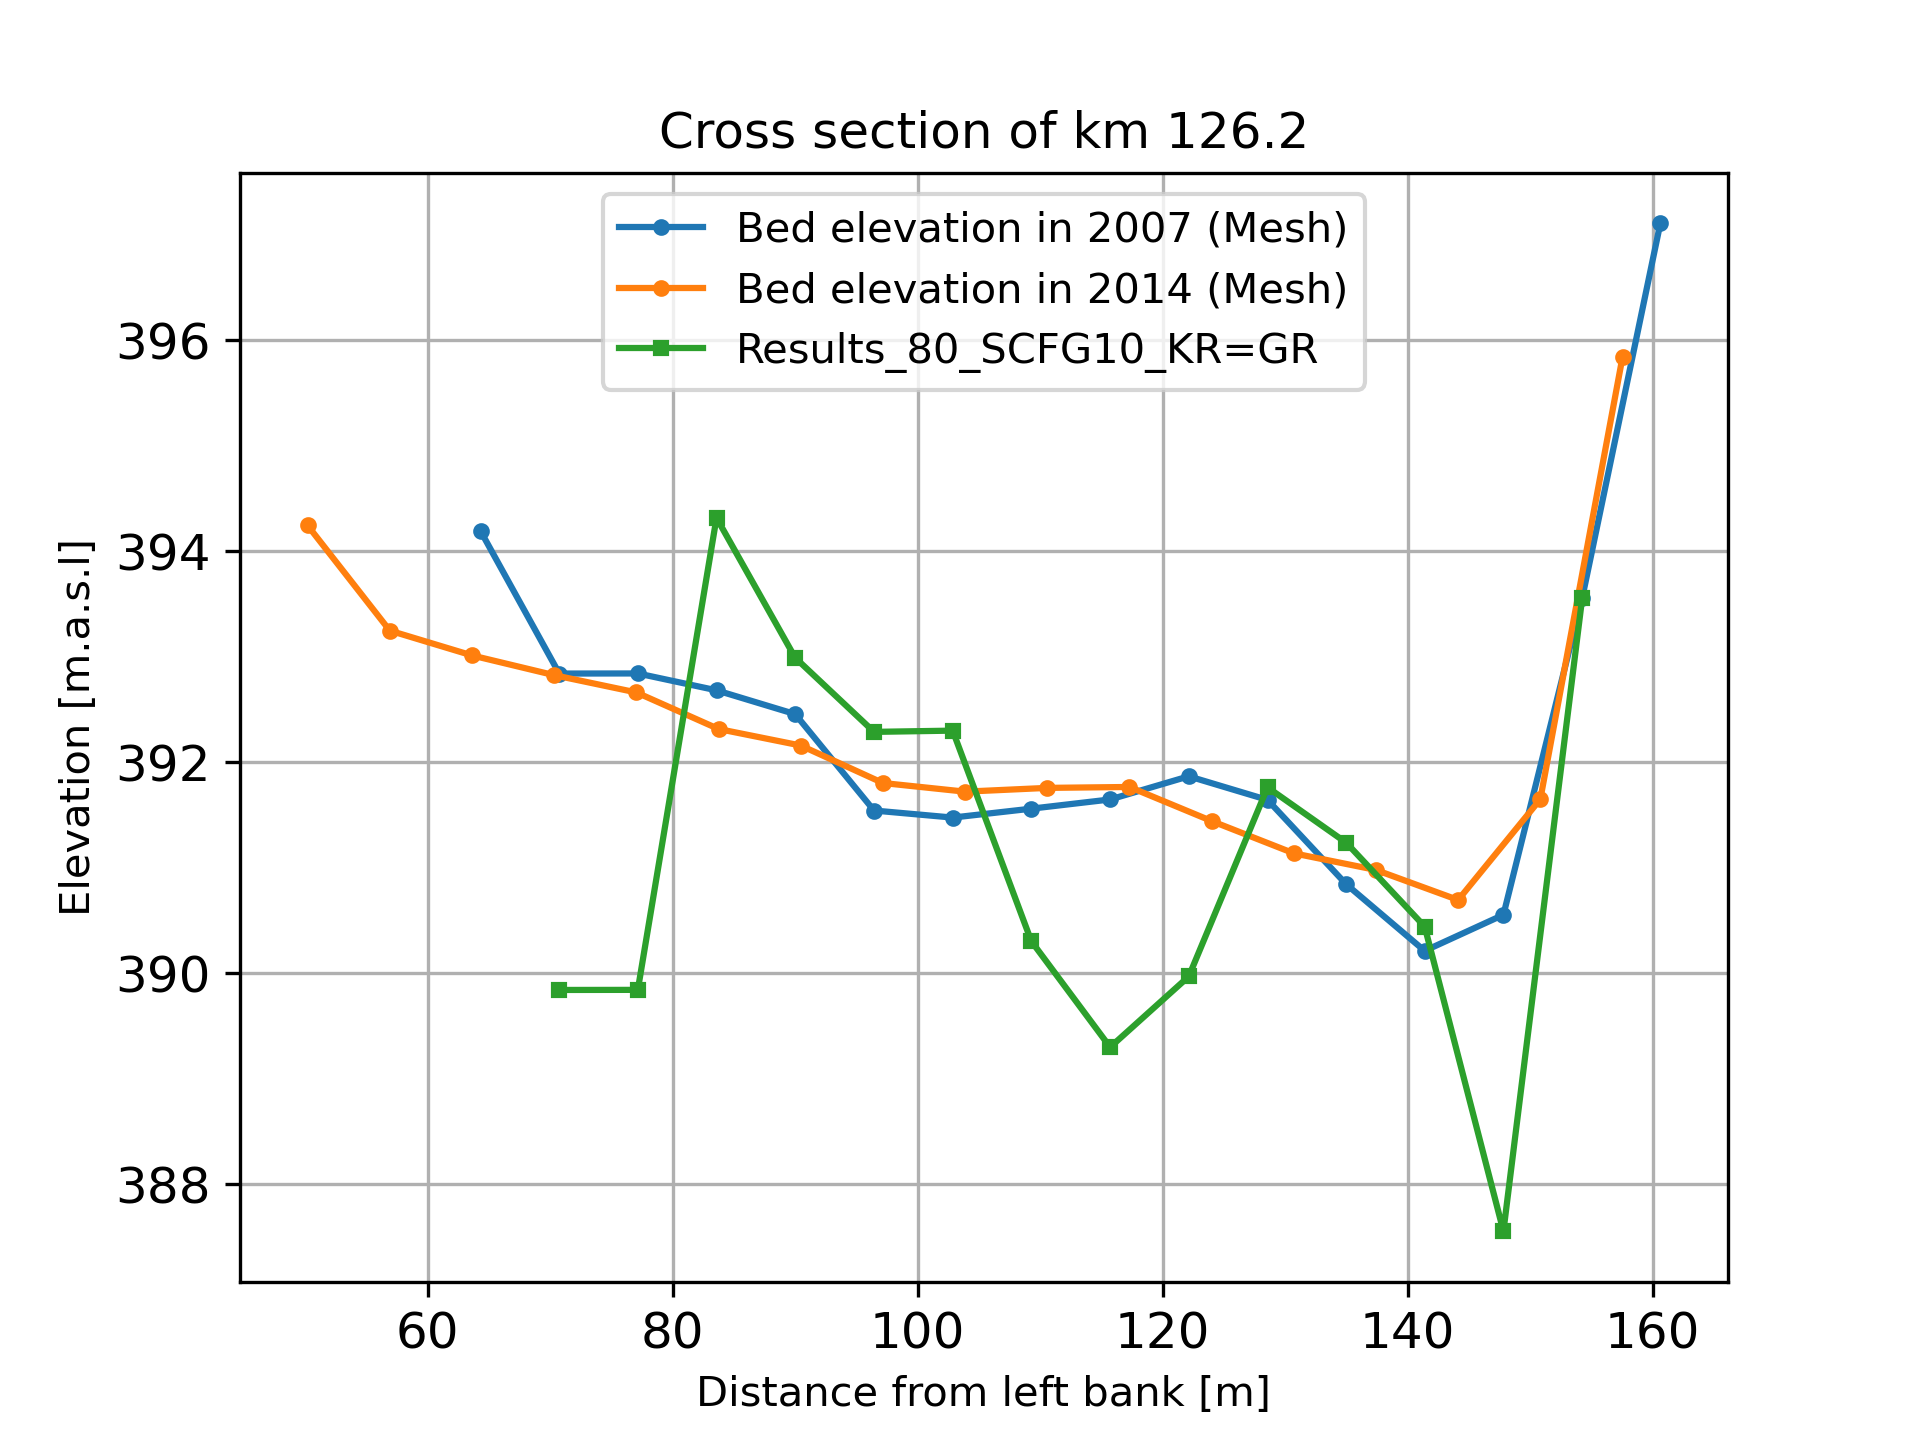 Cross section of km 126.2
Bed elevation in 2007 (Mesh)
Bed elevation in 2014 (Mesh)
Results_80_SCFG10_KR=GR
396
394
392
390
388
Elevation [m.a.s.l]
60 80 100 120 140 160
Distance from left bank [m]